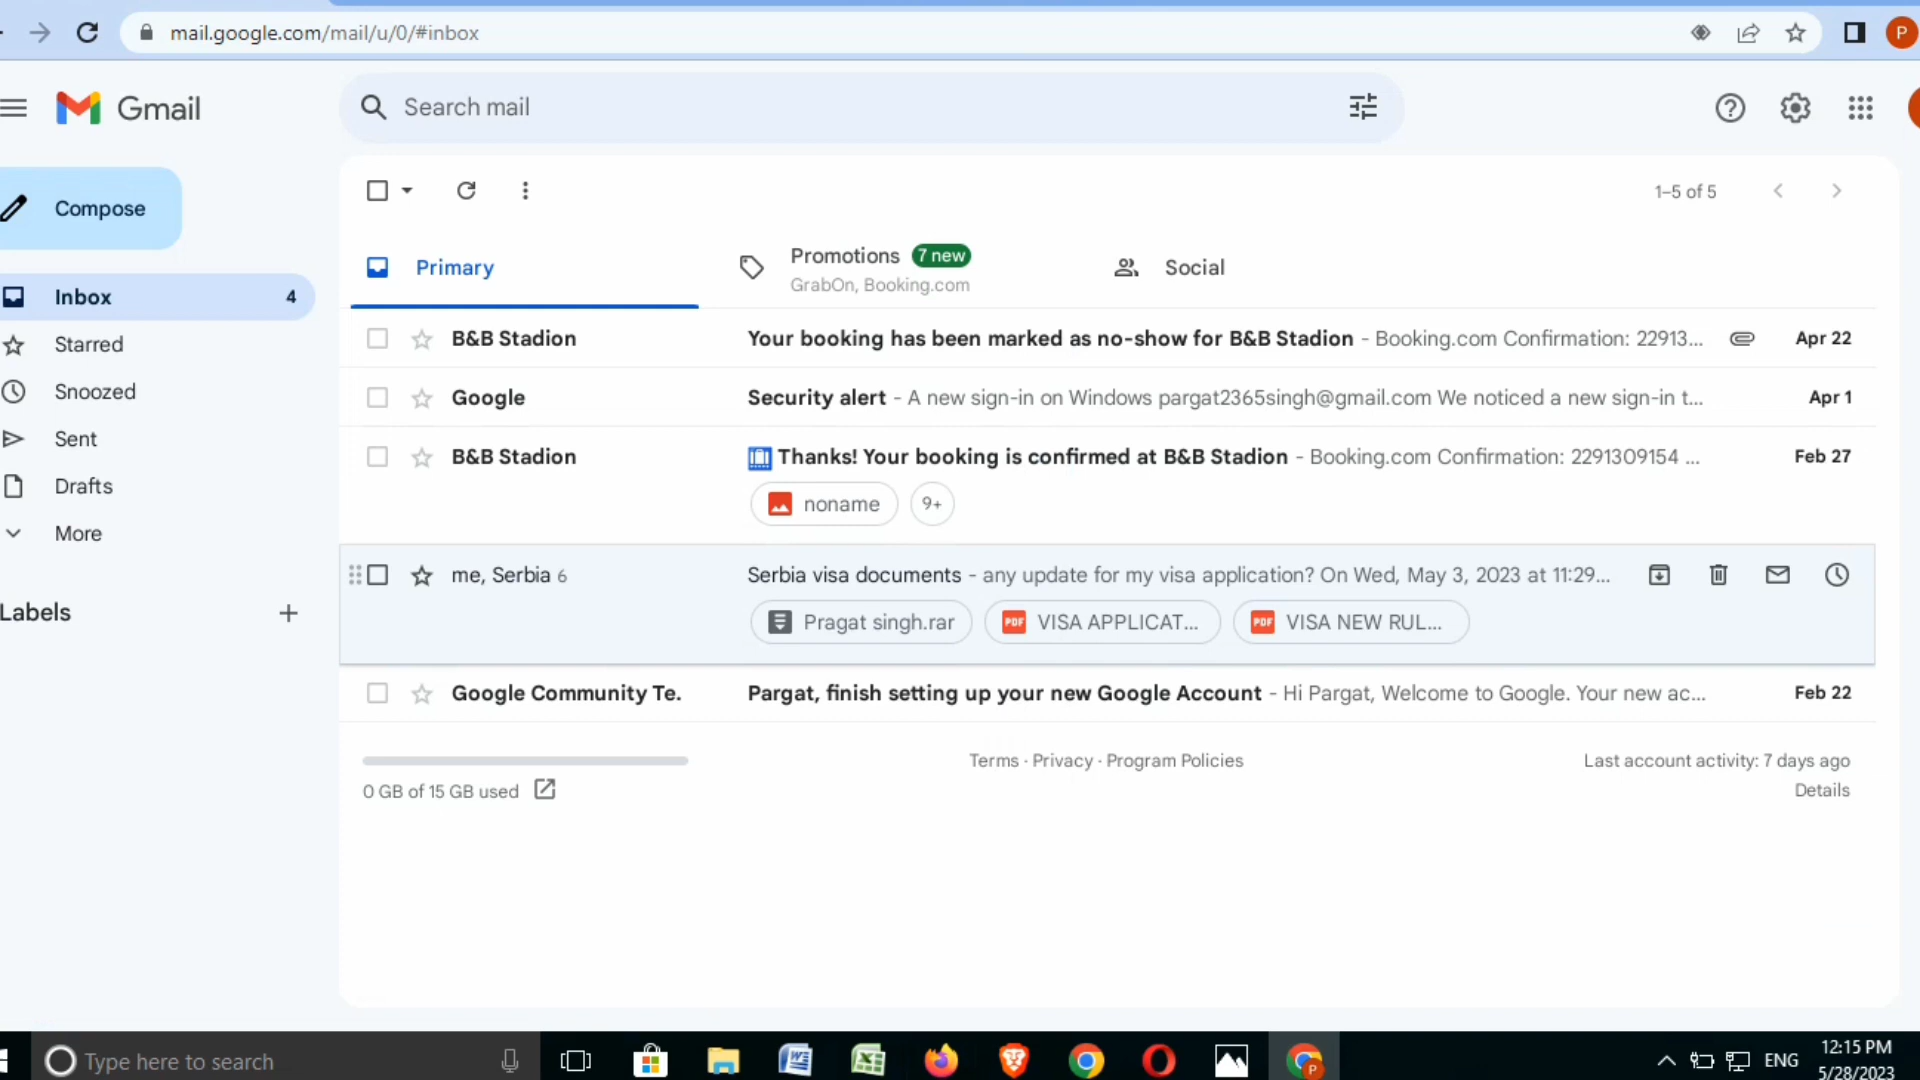 mail.google.com/mail/u/0/#inbox
P
Gmail
Search mail
Compose
1–5 of 5
Primary
Promotions 7 new
GrabOn, Booking.com
Social
Inbox 4
Starred
Snoozed
Sent
Drafts
More
Labels
B&B Stadion Your booking has been marked as no-show for B&B Stadion - Booking.com Confirmation: 22913... Apr 22
Google Security alert - A new sign-in on Windows pargat2365singh@gmail.com We noticed a new sign-in t... Apr 1
B&B Stadion Thanks! Your booking is confirmed at B&B Stadion - Booking.com Confirmation: 2291309154 ... Feb 27
noname 9+
me, Serbia 6 Serbia visa documents - any update for my visa application? On Wed, May 3, 2023 at 11:29...
Pragat singh.rar PDF VISA APPLICAT... PDF VISA NEW RUL...
Google Community Te. Pargat, finish setting up your new Google Account - Hi Pargat, Welcome to Google. Your new ac... Feb 22
0 GB of 15 GB used
Terms · Privacy · Program Policies
Last account activity: 7 days ago
Details
Type here to search
P
ENG
12:15 PM
5/28/2023